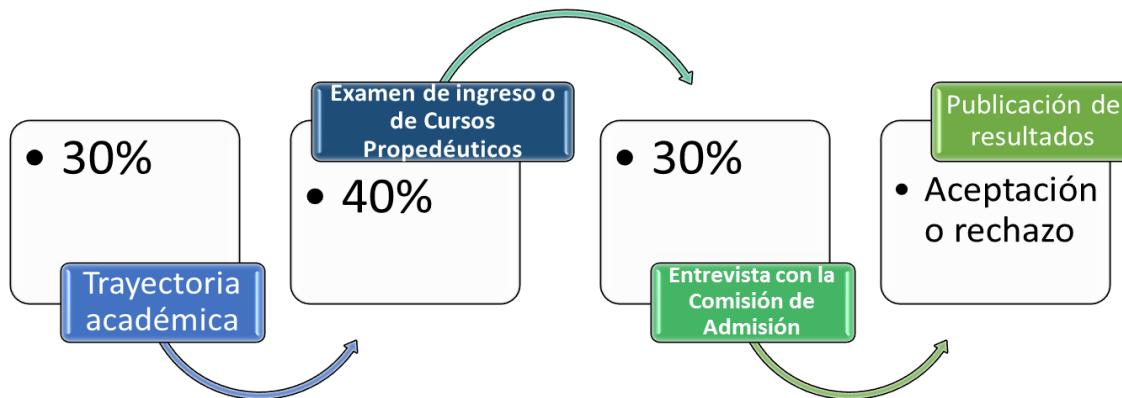 • 30%
Trayectoria
académica
Examen de ingreso o
de Cursos
Propedéuticos
• 40%
• 30%
Entrevista con la
Comisión de
Admisión
Publicación de
resultados
• Aceptación
o rechazo